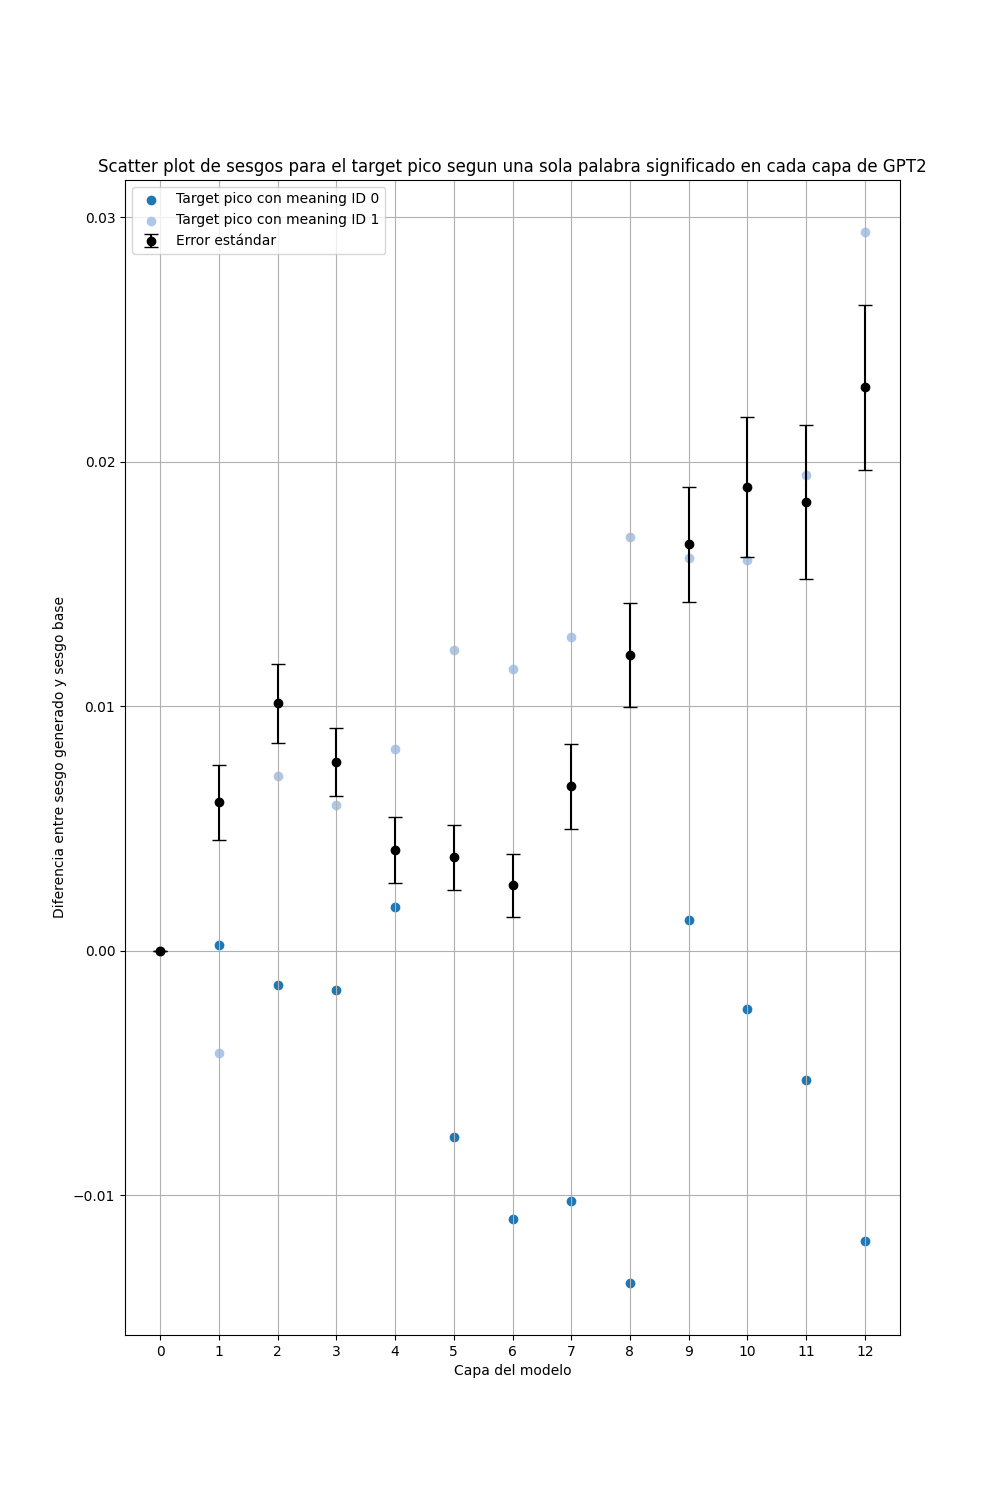 Scatter plot de sesgos para el target pico segun una sola palabra significado en cada capa de GPT2
Target pico con meaning ID 0
Target pico con meaning ID 1
Error estándar
0.03
0.02
0.01
0.00
−0.01
Diferencia entre sesgo generado y sesgo base
0 1 2 3 4 5 6 7 8 9 10 11 12
Capa del modelo